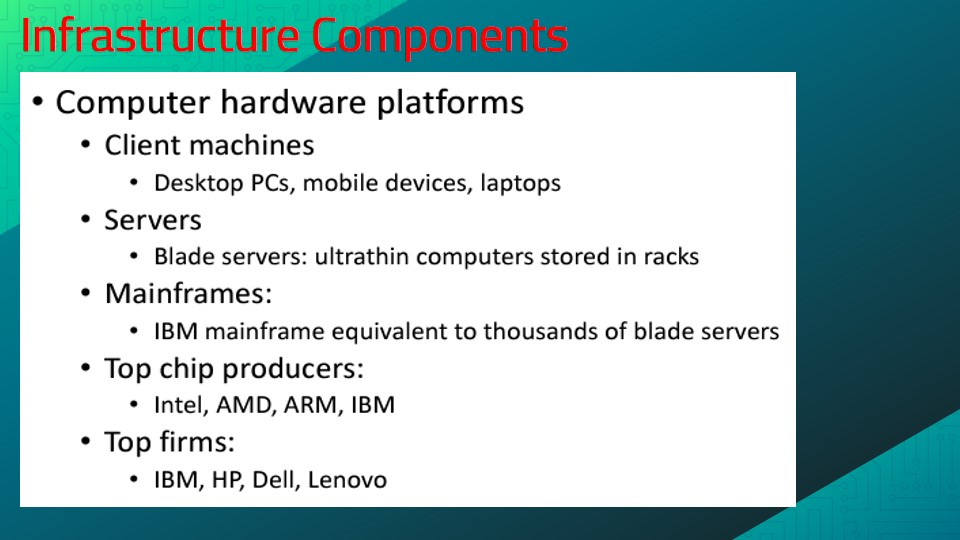 Infrastructure Components
• Computer hardware platforms
• Client machines
• Desktop PCs, mobile devices, laptops
• Servers
• Blade servers: ultrathin computers stored in racks
• Mainframes:
• IBM mainframe equivalent to thousands of blade servers
• Top chip producers:
• Intel, AMD, ARM, IBM
• Top firms:
• IBM, HP, Dell, Lenovo